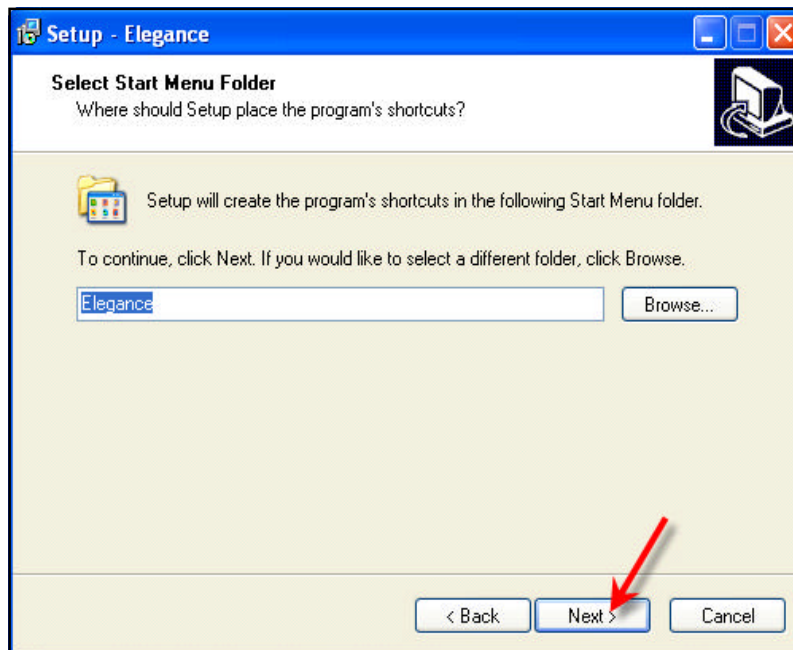 Setup - Elegance
Select Start Menu Folder
Where should Setup place the program's shortcuts?
Setup will create the program's shortcuts in the following Start Menu folder.
To continue, click Next. If you would like to select a different folder, click Browse.
Elegance
Browse...
< Back
Next >
Cancel